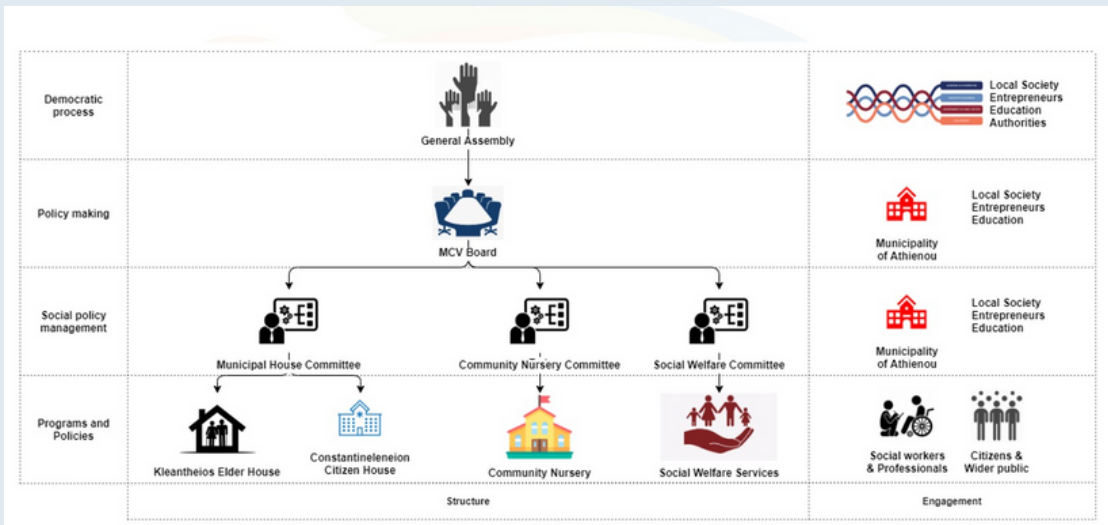 Democratic
process
General Assembly
Local Society
Entrepreneurs
Education
Authorities
Policy making
MCV Board
Municipality
of Athienou
Local Society
Entrepreneurs
Education
Social policy
management
Municipal House Committee
Community Nursery Committee
Social Welfare Committee
Municipality
of Athienou
Local Society
Entrepreneurs
Education
Programs and
Policies
Kleantheios Elder House
Constantineleneion
Citizen House
Community Nursery
Social Welfare Services
Social workers
& Professionals
Citizens &
Wider public
Structure
Engagement